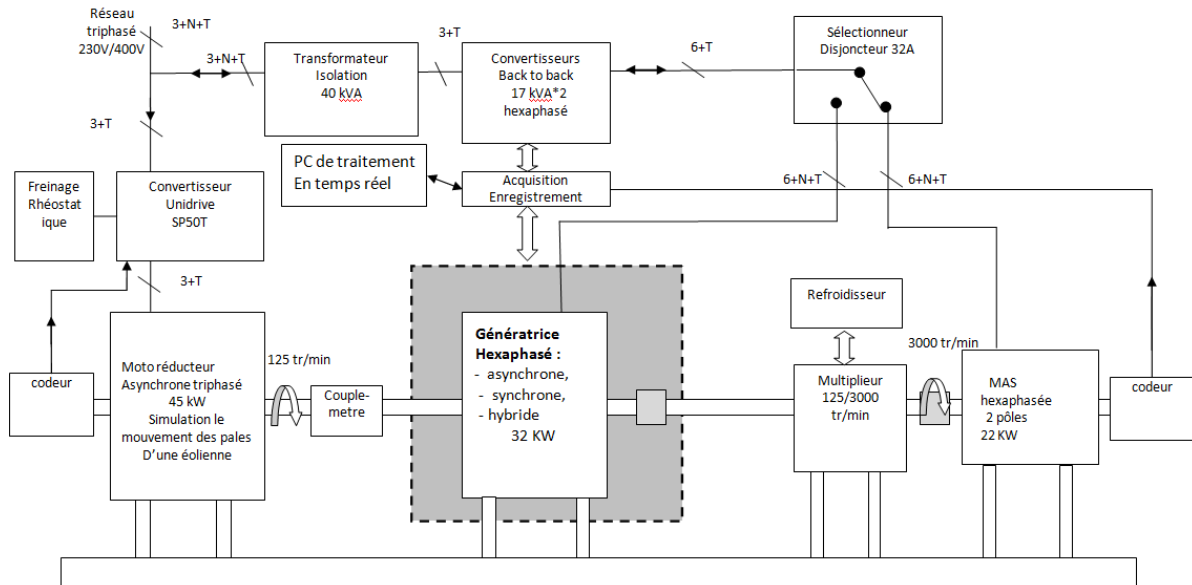 Réseau
triphasé
230V/400V
3+N+T
3+N+T
Transformateur
Isolation
40 kVA
3+T
Convertisseurs
Back to back
17 kVA*2
hexaphasé
6+T
Sélectionneur
Disjoncteur 32A
3+T
PC de traitement
En temps réel
Acquisition
Enregistrement
6+N+T
6+N+T
Freinage
Rhéostat
ique
Convertisseur
Unidrive
SP50T
3+T
codeur
Moto réducteur
Asynchrone triphasé
45 kW
Simulation le
mouvement des pales
D’une éolienne
125 tr/min
Couple-
metre
Génératrice
Hexaphasé :
- asynchrone,
- synchrone,
- hybride
32 KW
Refroidisseur
Multiplieur
125/3000
tr/min
3000 tr/min
MAS
hexaphasée
2 pôles
22 KW
codeur